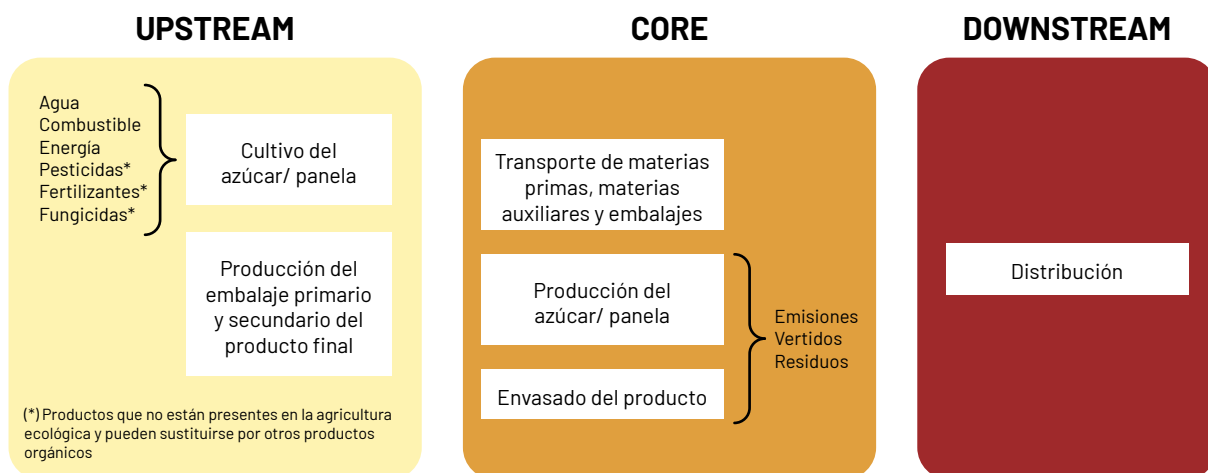 UPSTREAM
Agua
Combustible
Energía
Pesticidas*
Fertilizantes*
Fungicidas*
Cultivo del
azúcar/ panela
Producción del
embalaje primario
y secundario del
producto final
(*) Productos que no están presentes en la agricultura
ecológica y pueden sustituirse por otros productos
orgánicos
CORE
Transporte de materias
primas, materias
auxiliares y embalajes
Producción del
azúcar/ panela
Envasado del producto
Emisiones
Vertidos
Residuos
DOWNSTREAM
Distribución